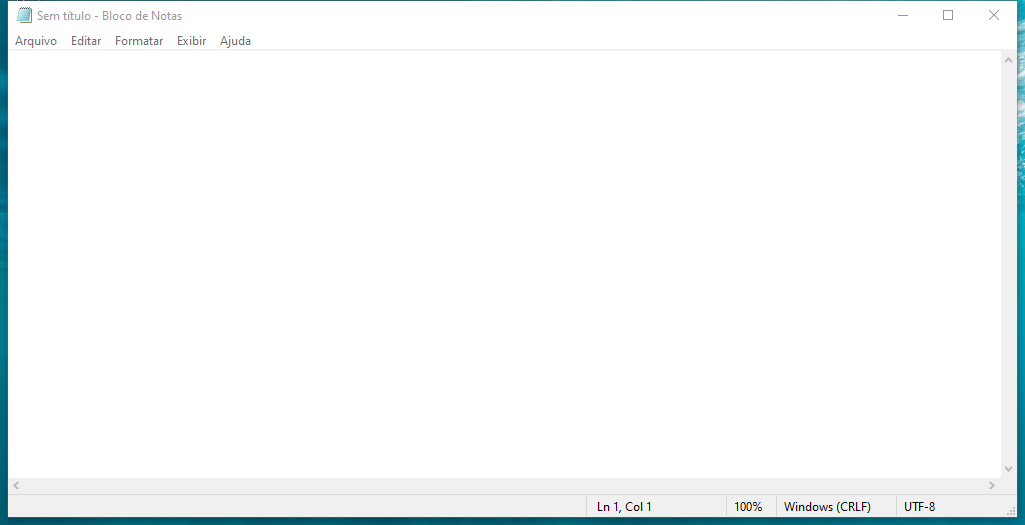 Sem título - Bloco de Notas
Arquivo Editar Formatar Exibir Ajuda
Ln 1, Col 1 100% Windows (CRLF) UTF-8